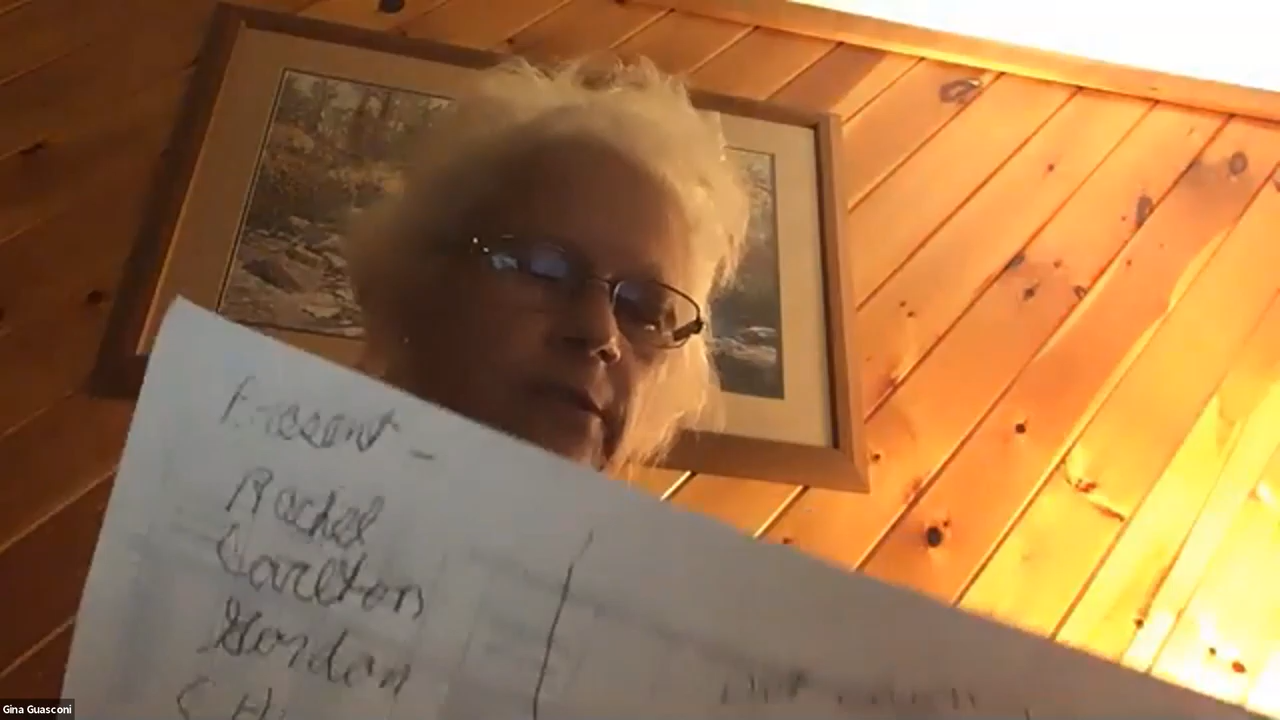 Present -
Rachel
Carlton
Gordon
Gina Guasconi